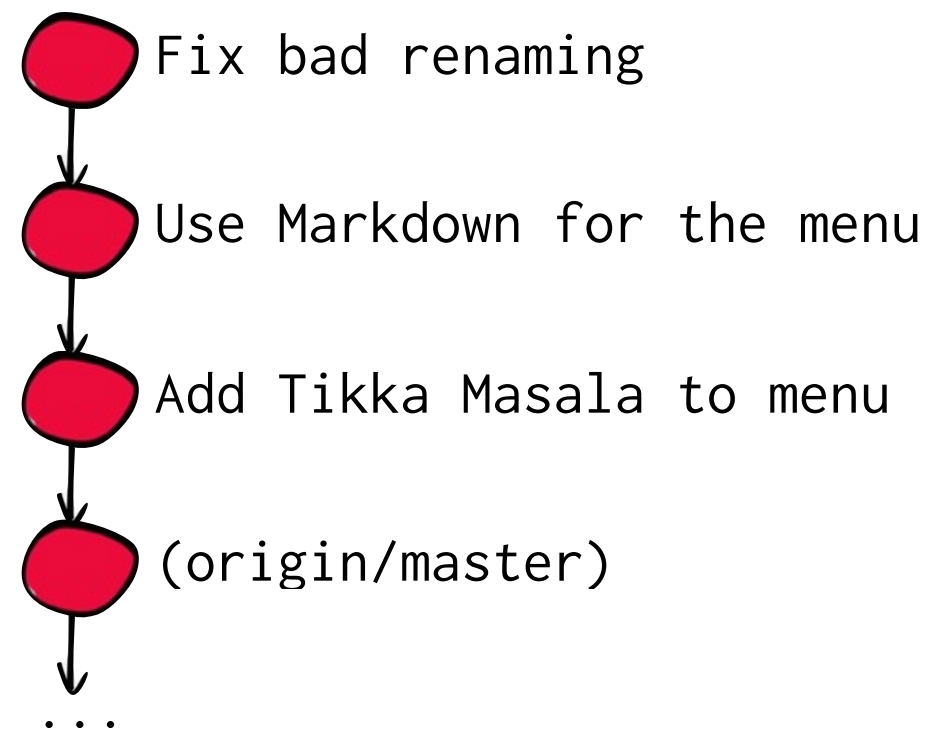 Fix bad renaming
Use Markdown for the menu
Add Tikka Masala to menu
(origin/master)
...